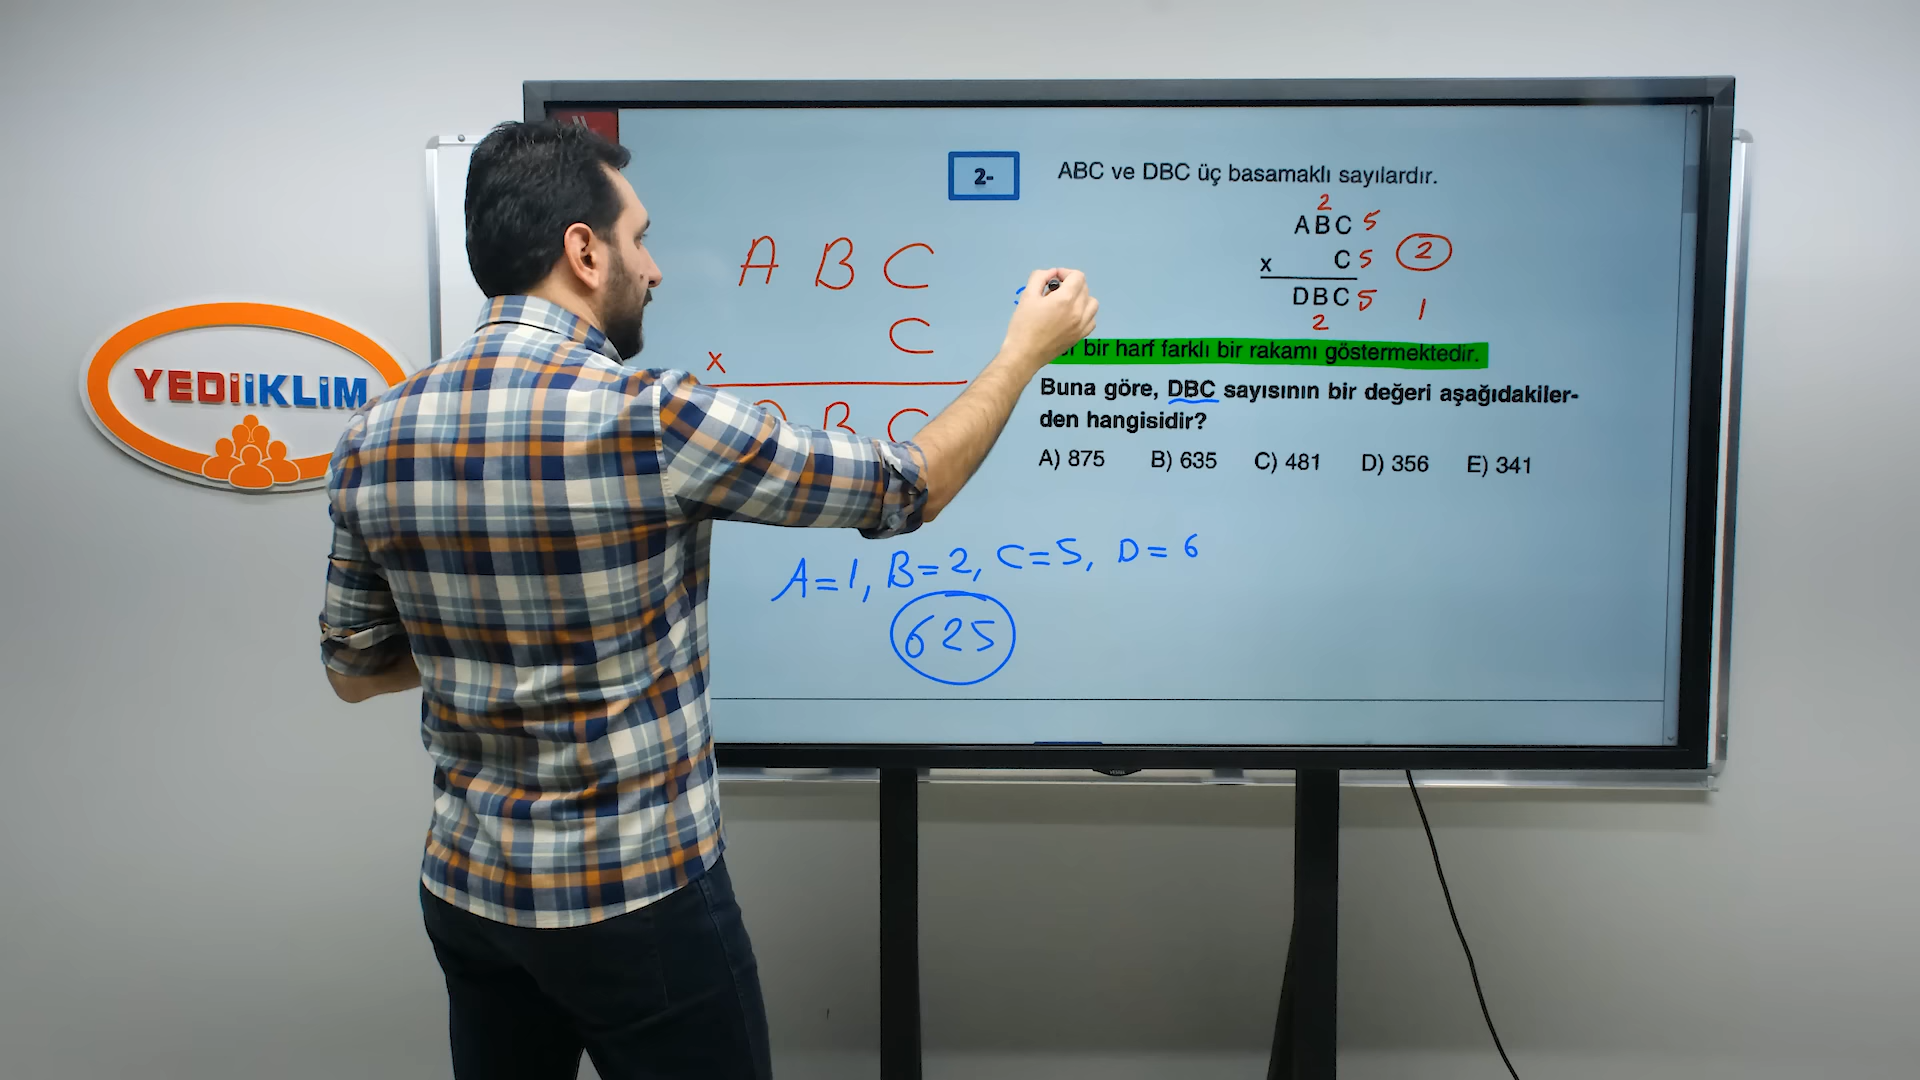 YEDİİKLİM
2-
ABC ve DBC üç basamaklı sayılardır.
2
ABC 5
x C 5
2
DBC 5
2
1
bir harf farklı bir rakamı göstermektedir.
Buna göre, DBC sayısının bir değeri aşağıdakiler-
den hangisidir?
A) 875 B) 635 C) 481 D) 356 E) 341
A B C
C
x
B C
A=1, B=2, C=5, D=6
625